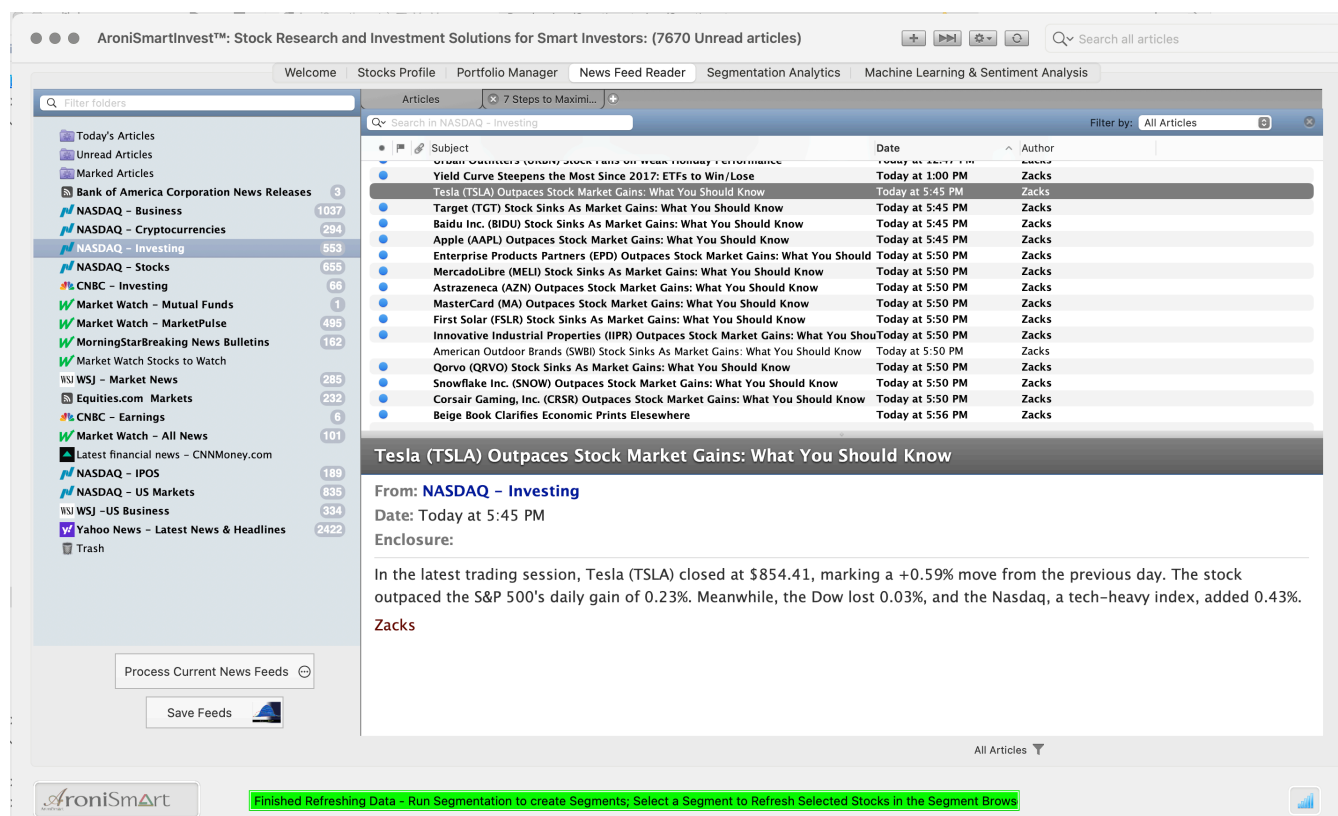 AroniSmartInvest™: Stock Research and Investment Solutions for Smart Investors: (7670 Unread articles)
Search all articles
Welcome Stocks Profile Portfolio Manager News Feed Reader Segmentation Analytics Machine Learning & Sentiment Analysis
Filter folders
Today's Articles
Unread Articles
Marked Articles
Bank of America Corporation News Releases 3
NASDAQ – Business 1037
NASDAQ – Cryptocurrencies 294
NASDAQ – Investing 553
NASDAQ – Stocks 655
CNBC – Investing 66
Market Watch – Mutual Funds 1
Market Watch – MarketPulse 495
MorningStarBreaking News Bulletins 162
Market Watch Stocks to Watch
WSJ WSJ – Market News 285
Equities.com Markets 232
CNBC – Earnings 6
Market Watch – All News 101
Latest financial news – CNNMoney.com
NASDAQ – IPOS 189
NASDAQ – US Markets 835
WSJ WSJ –US Business 334
Yahoo News – Latest News & Headlines 2422
Trash
Process Current News Feeds
Save Feeds
Articles 7 Steps to Maximi...
Search in NASDAQ – Investing Filter by: All Articles
Subject Date Author
Urban Outfitters (URBN) Stock Falls on Weak Holiday Performance Today at 12:47 PM Zacks
Yield Curve Steepens the Most Since 2017: ETFs to Win/Lose Today at 1:00 PM Zacks
Tesla (TSLA) Outpaces Stock Market Gains: What You Should Know Today at 5:45 PM Zacks
Target (TGT) Stock Sinks As Market Gains: What You Should Know Today at 5:45 PM Zacks
Baidu Inc. (BIDU) Stock Sinks As Market Gains: What You Should Know Today at 5:45 PM Zacks
Apple (AAPL) Outpaces Stock Market Gains: What You Should Know Today at 5:45 PM Zacks
Enterprise Products Partners (EPD) Outpaces Stock Market Gains: What You Should Today at 5:50 PM Zacks
MercadoLibre (MELI) Stock Sinks As Market Gains: What You Should Know Today at 5:50 PM Zacks
Astrazeneca (AZN) Outpaces Stock Market Gains: What You Should Know Today at 5:50 PM Zacks
MasterCard (MA) Outpaces Stock Market Gains: What You Should Know Today at 5:50 PM Zacks
First Solar (FSLR) Stock Sinks As Market Gains: What You Should Know Today at 5:50 PM Zacks
Innovative Industrial Properties (IIPR) Outpaces Stock Market Gains: What You Shou Today at 5:50 PM Zacks
American Outdoor Brands (SWBI) Stock Sinks As Market Gains: What You Should Know Today at 5:50 PM Zacks
Qorvo (QRVO) Stock Sinks As Market Gains: What You Should Know Today at 5:50 PM Zacks
Snowflake Inc. (SNOW) Outpaces Stock Market Gains: What You Should Know Today at 5:50 PM Zacks
Corsair Gaming, Inc. (CRSR) Outpaces Stock Market Gains: What You Should Know Today at 5:50 PM Zacks
Beige Book Clarifies Economic Prints Elesewhere Today at 5:56 PM Zacks
Tesla (TSLA) Outpaces Stock Market Gains: What You Should Know
From: NASDAQ – Investing
Date: Today at 5:45 PM
Enclosure:
In the latest trading session, Tesla (TSLA) closed at $854.41, marking a +0.59% move from the previous day. The stock
outpaced the S&P 500's daily gain of 0.23%. Meanwhile, the Dow lost 0.03%, and the Nasdaq, a tech-heavy index, added 0.43%.
Zacks
All Articles
AroniSmArt
Finished Refreshing Data - Run Segmentation to create Segments; Select a Segment to Refresh Selected Stocks in the Segment Brows